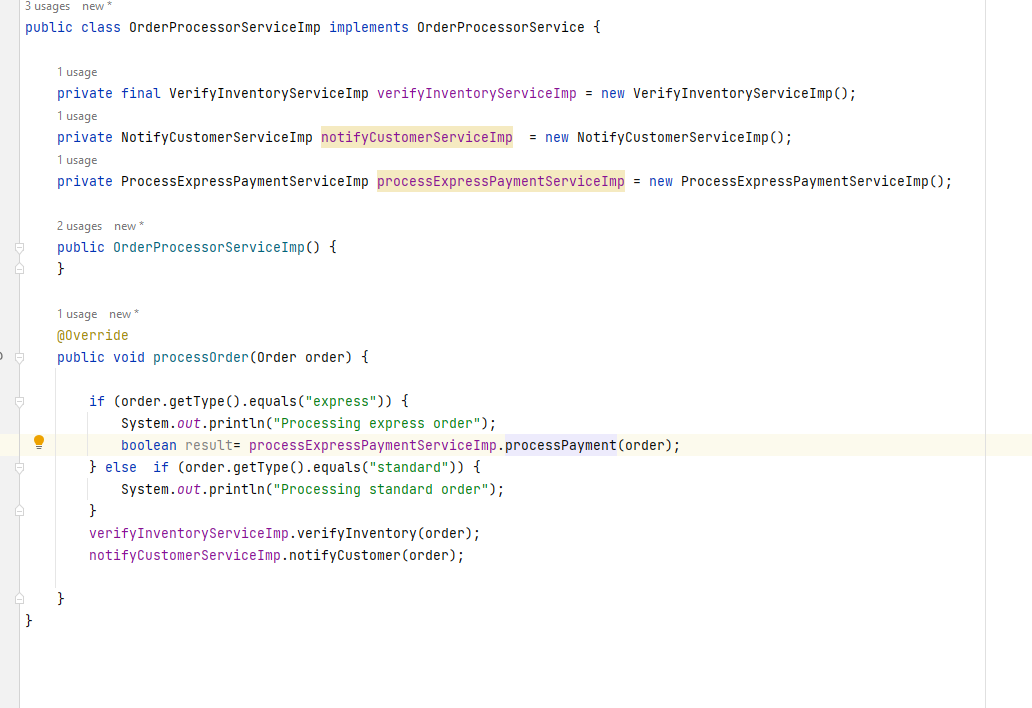 3 usages   new *
public class OrderProcessorServiceImp implements OrderProcessorService {
1 usage
private final VerifyInventoryServiceImp verifyInventoryServiceImp = new VerifyInventoryServiceImp();
1 usage
private NotifyCustomerServiceImp notifyCustomerServiceImp  = new NotifyCustomerServiceImp();
1 usage
private ProcessExpressPaymentServiceImp processExpressPaymentServiceImp = new ProcessExpressPaymentServiceImp();
2 usages   new *
public OrderProcessorServiceImp() {
}
1 usage   new *
@Override
public void processOrder(Order order) {
if (order.getType().equals("express")) {
System.out.println("Processing express order");
boolean result= processExpressPaymentServiceImp.processPayment(order);
} else  if (order.getType().equals("standard")) {
System.out.println("Processing standard order");
}
verifyInventoryServiceImp.verifyInventory(order);
notifyCustomerServiceImp.notifyCustomer(order);
}
}